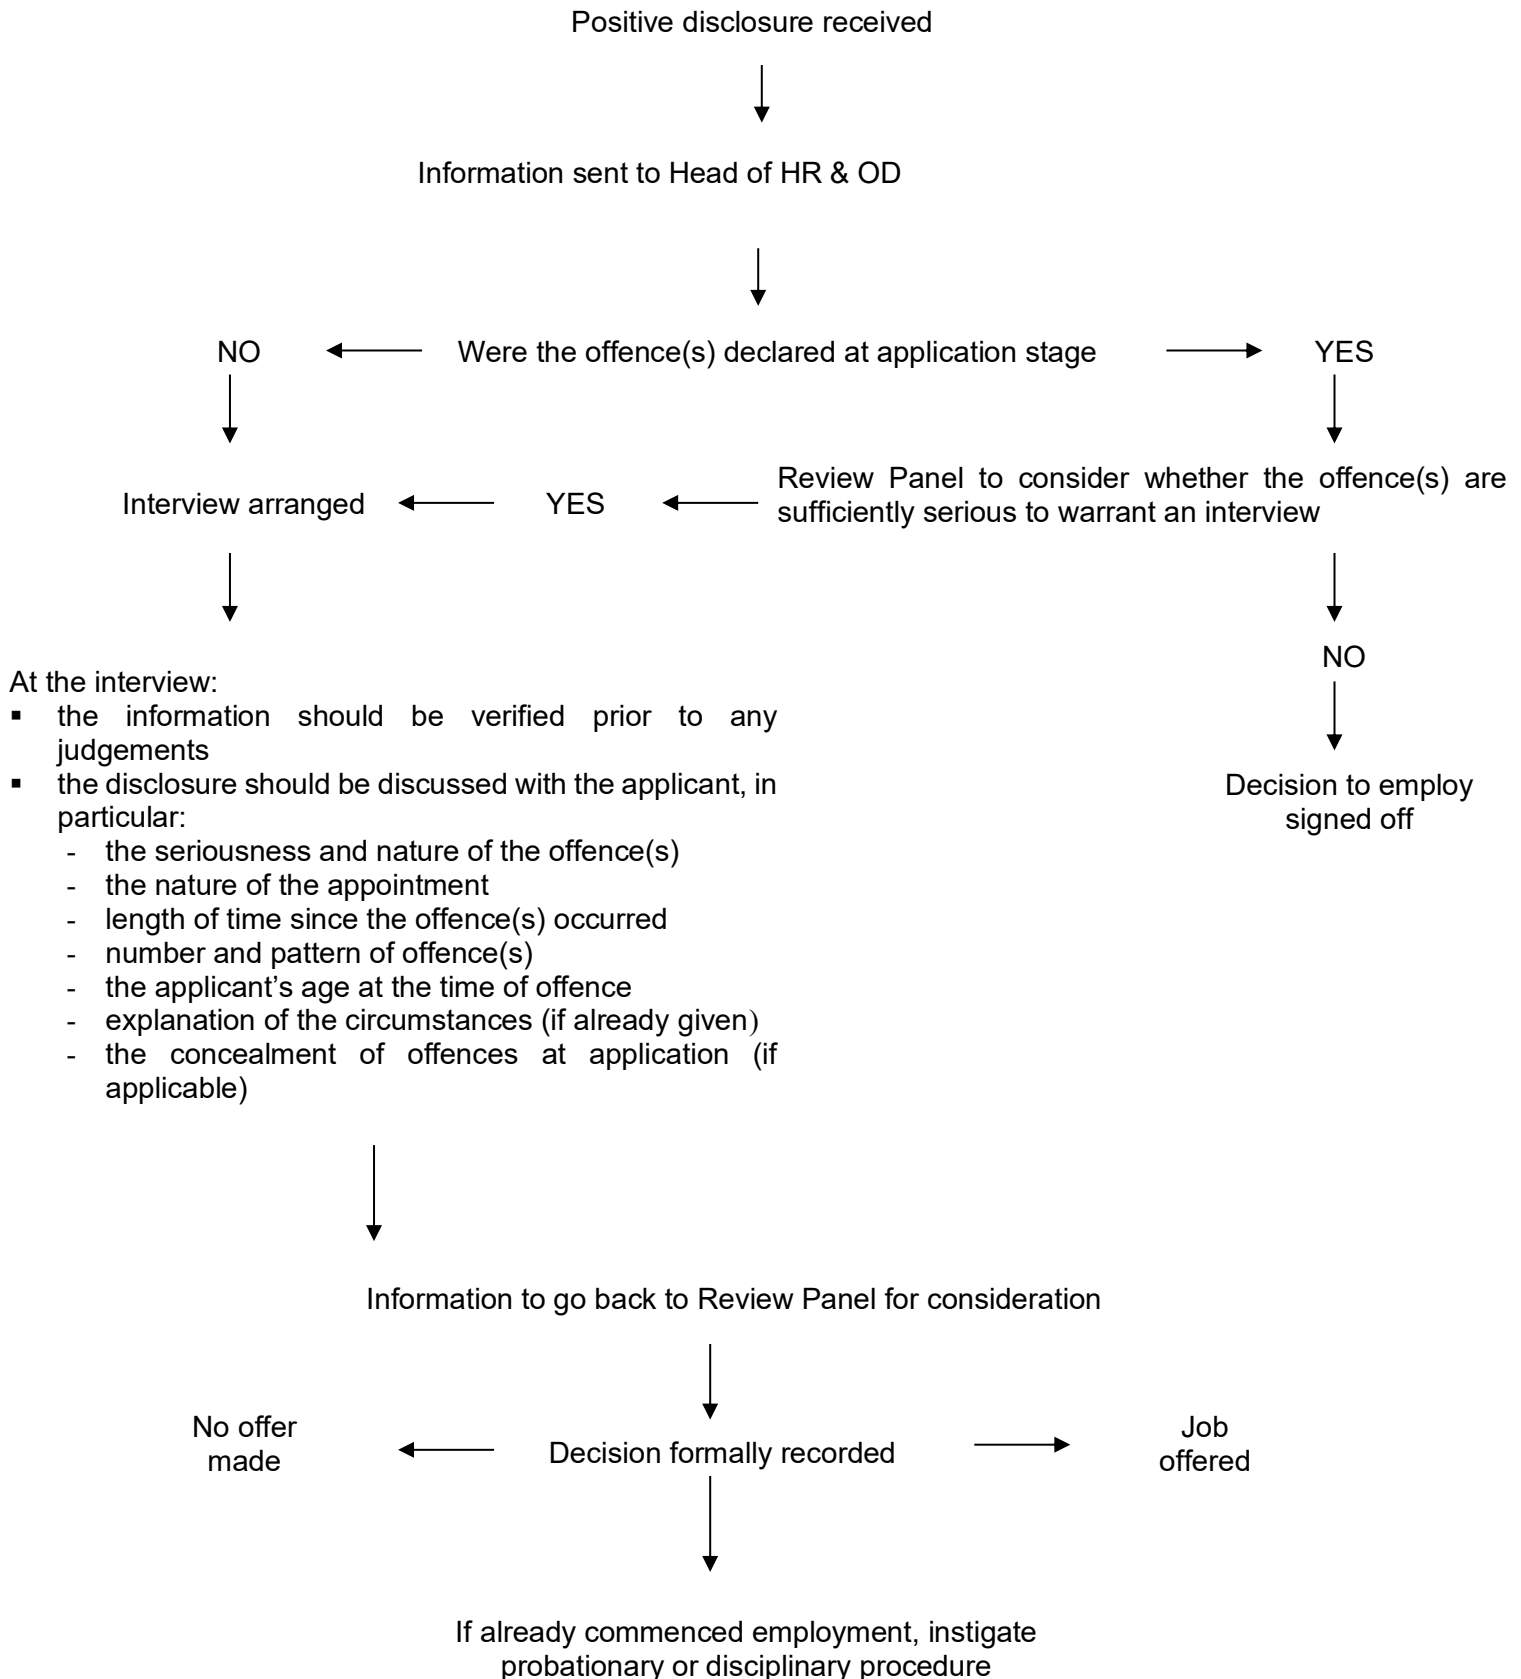 Positive disclosure received
Information sent to Head of HR & OD
NO
Were the offence(s) declared at application stage
YES
Interview arranged
YES
Review Panel to consider whether the offence(s) are
sufficiently serious to warrant an interview
NO
Decision to employ
signed off
At the interview:
▪ the information should be verified prior to any
judgements
▪ the disclosure should be discussed with the applicant, in
particular:
- the seriousness and nature of the offence(s)
- the nature of the appointment
- length of time since the offence(s) occurred
- number and pattern of offence(s)
- the applicant’s age at the time of offence
- explanation of the circumstances (if already given)
- the concealment of offences at application (if
applicable)
Information to go back to Review Panel for consideration
No offer
made
Decision formally recorded
Job
offered
If already commenced employment, instigate
probationary or disciplinary procedure